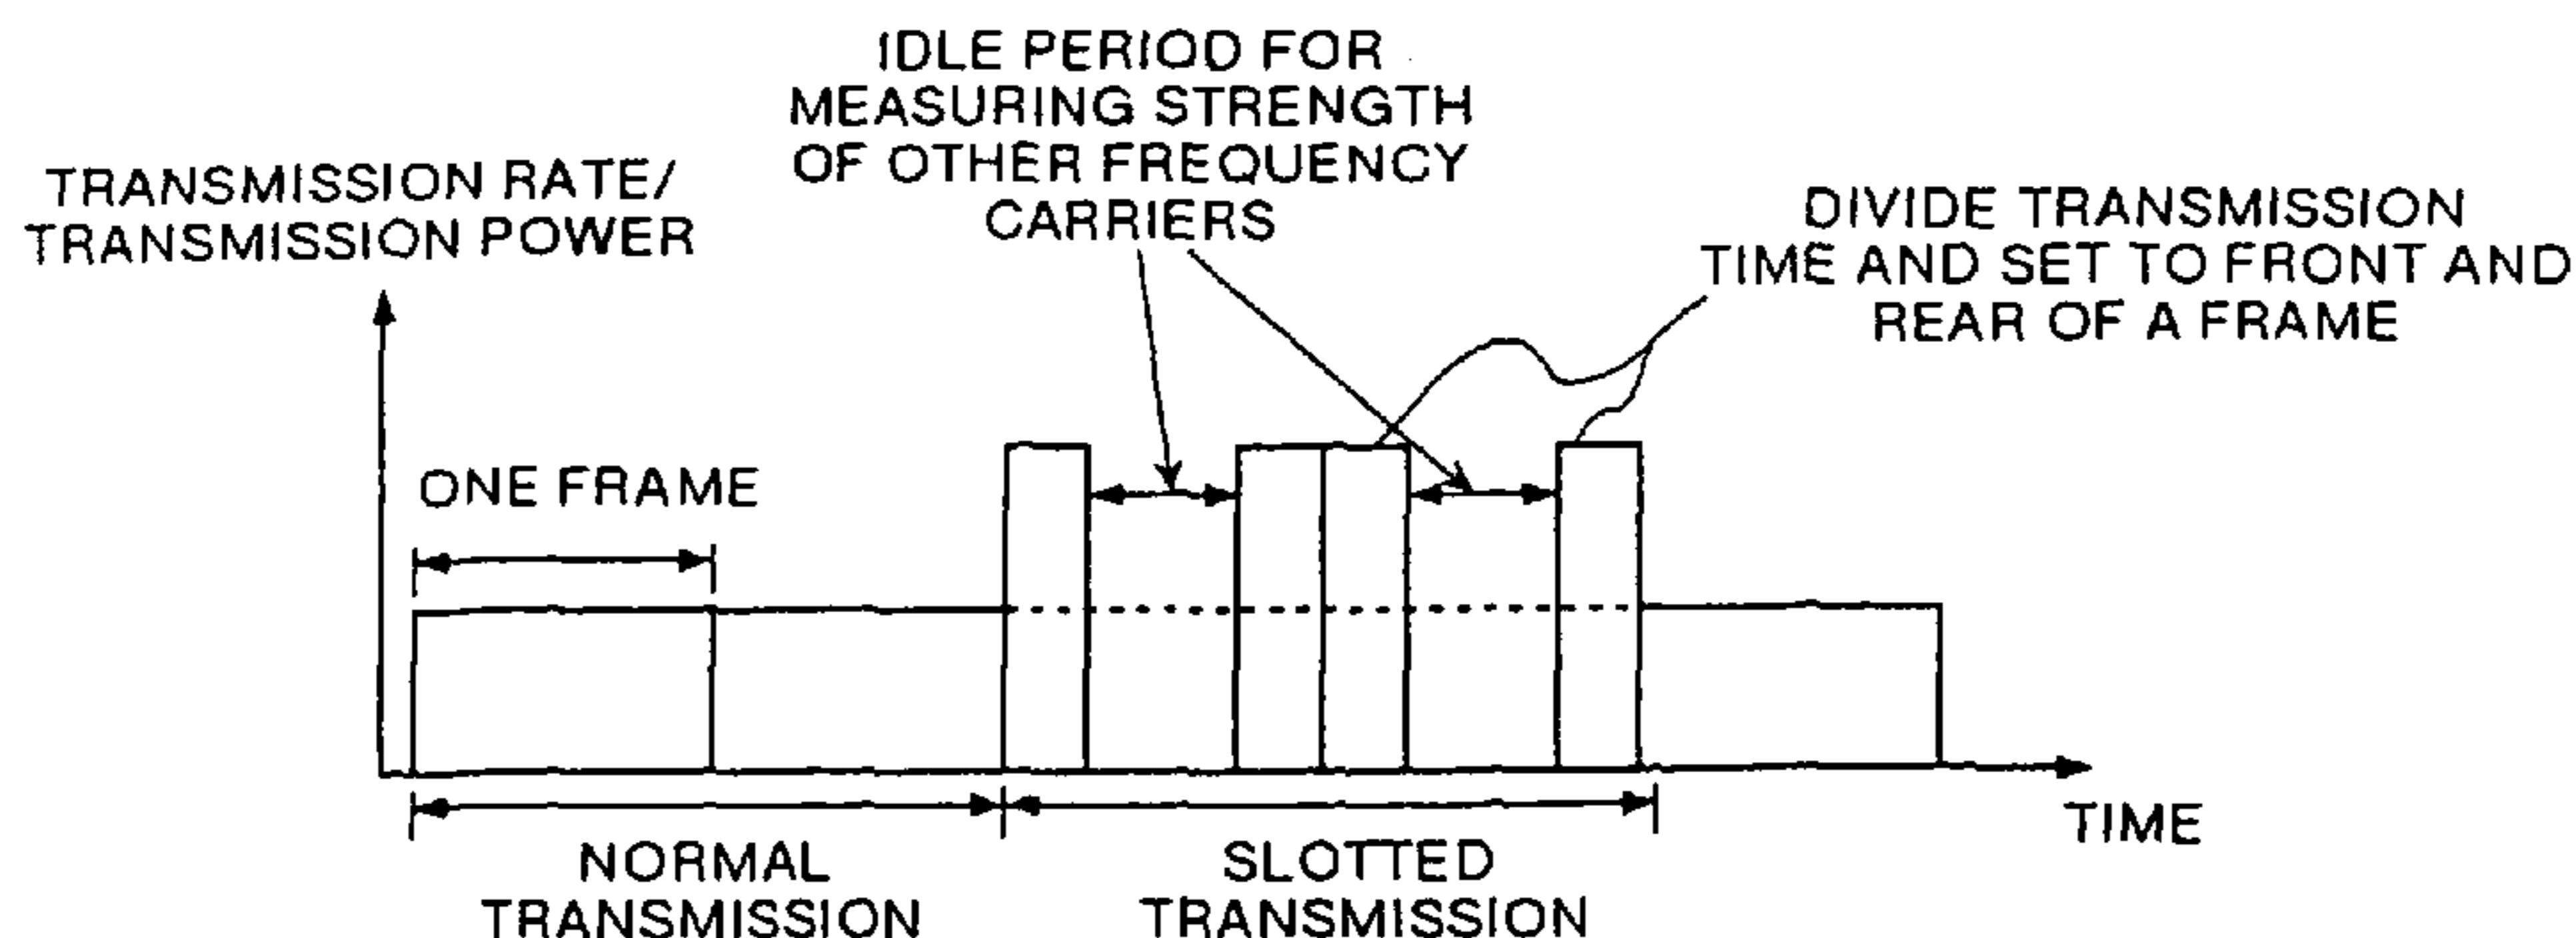 IDLE PERIOD FOR
MEASURING STRENGTH
OF OTHER FREQUENCY
CARRIERS
TRANSMISSION RATE/
TRANSMISSION POWER
DIVIDE TRANSMISSION
TIME AND SET TO FRONT AND
REAR OF A FRAME
ONE FRAME
TIME
NORMAL
TRANSMISSION
SLOTTED
TRANSMISSION